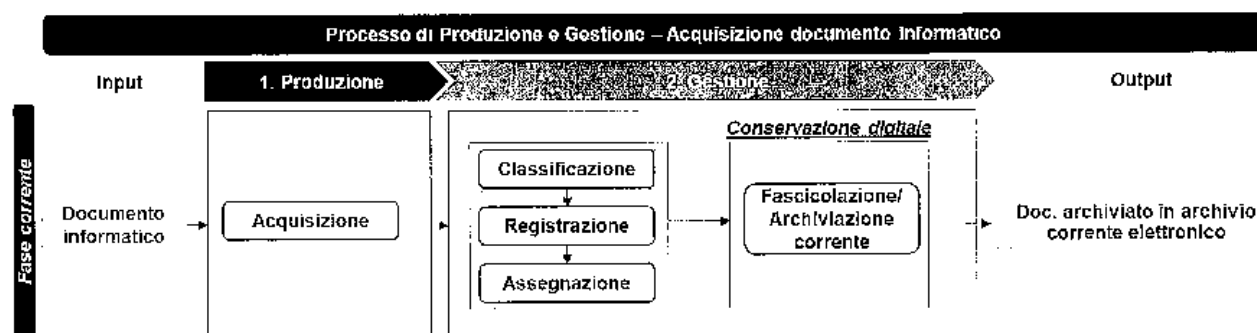 Processo di Produzione e Gestione – Acquisizione documento Informatico
Input
1. Produzione
2. Gestione
Output
Fase corrente
Documento
informatico
Acquisizione
Classificazione
Registrazione
Assegnazione
Conservazione digitale
Fascicolazione/
Archiviazione
corrente
Doc. archiviato in archivio
corrente elettronico